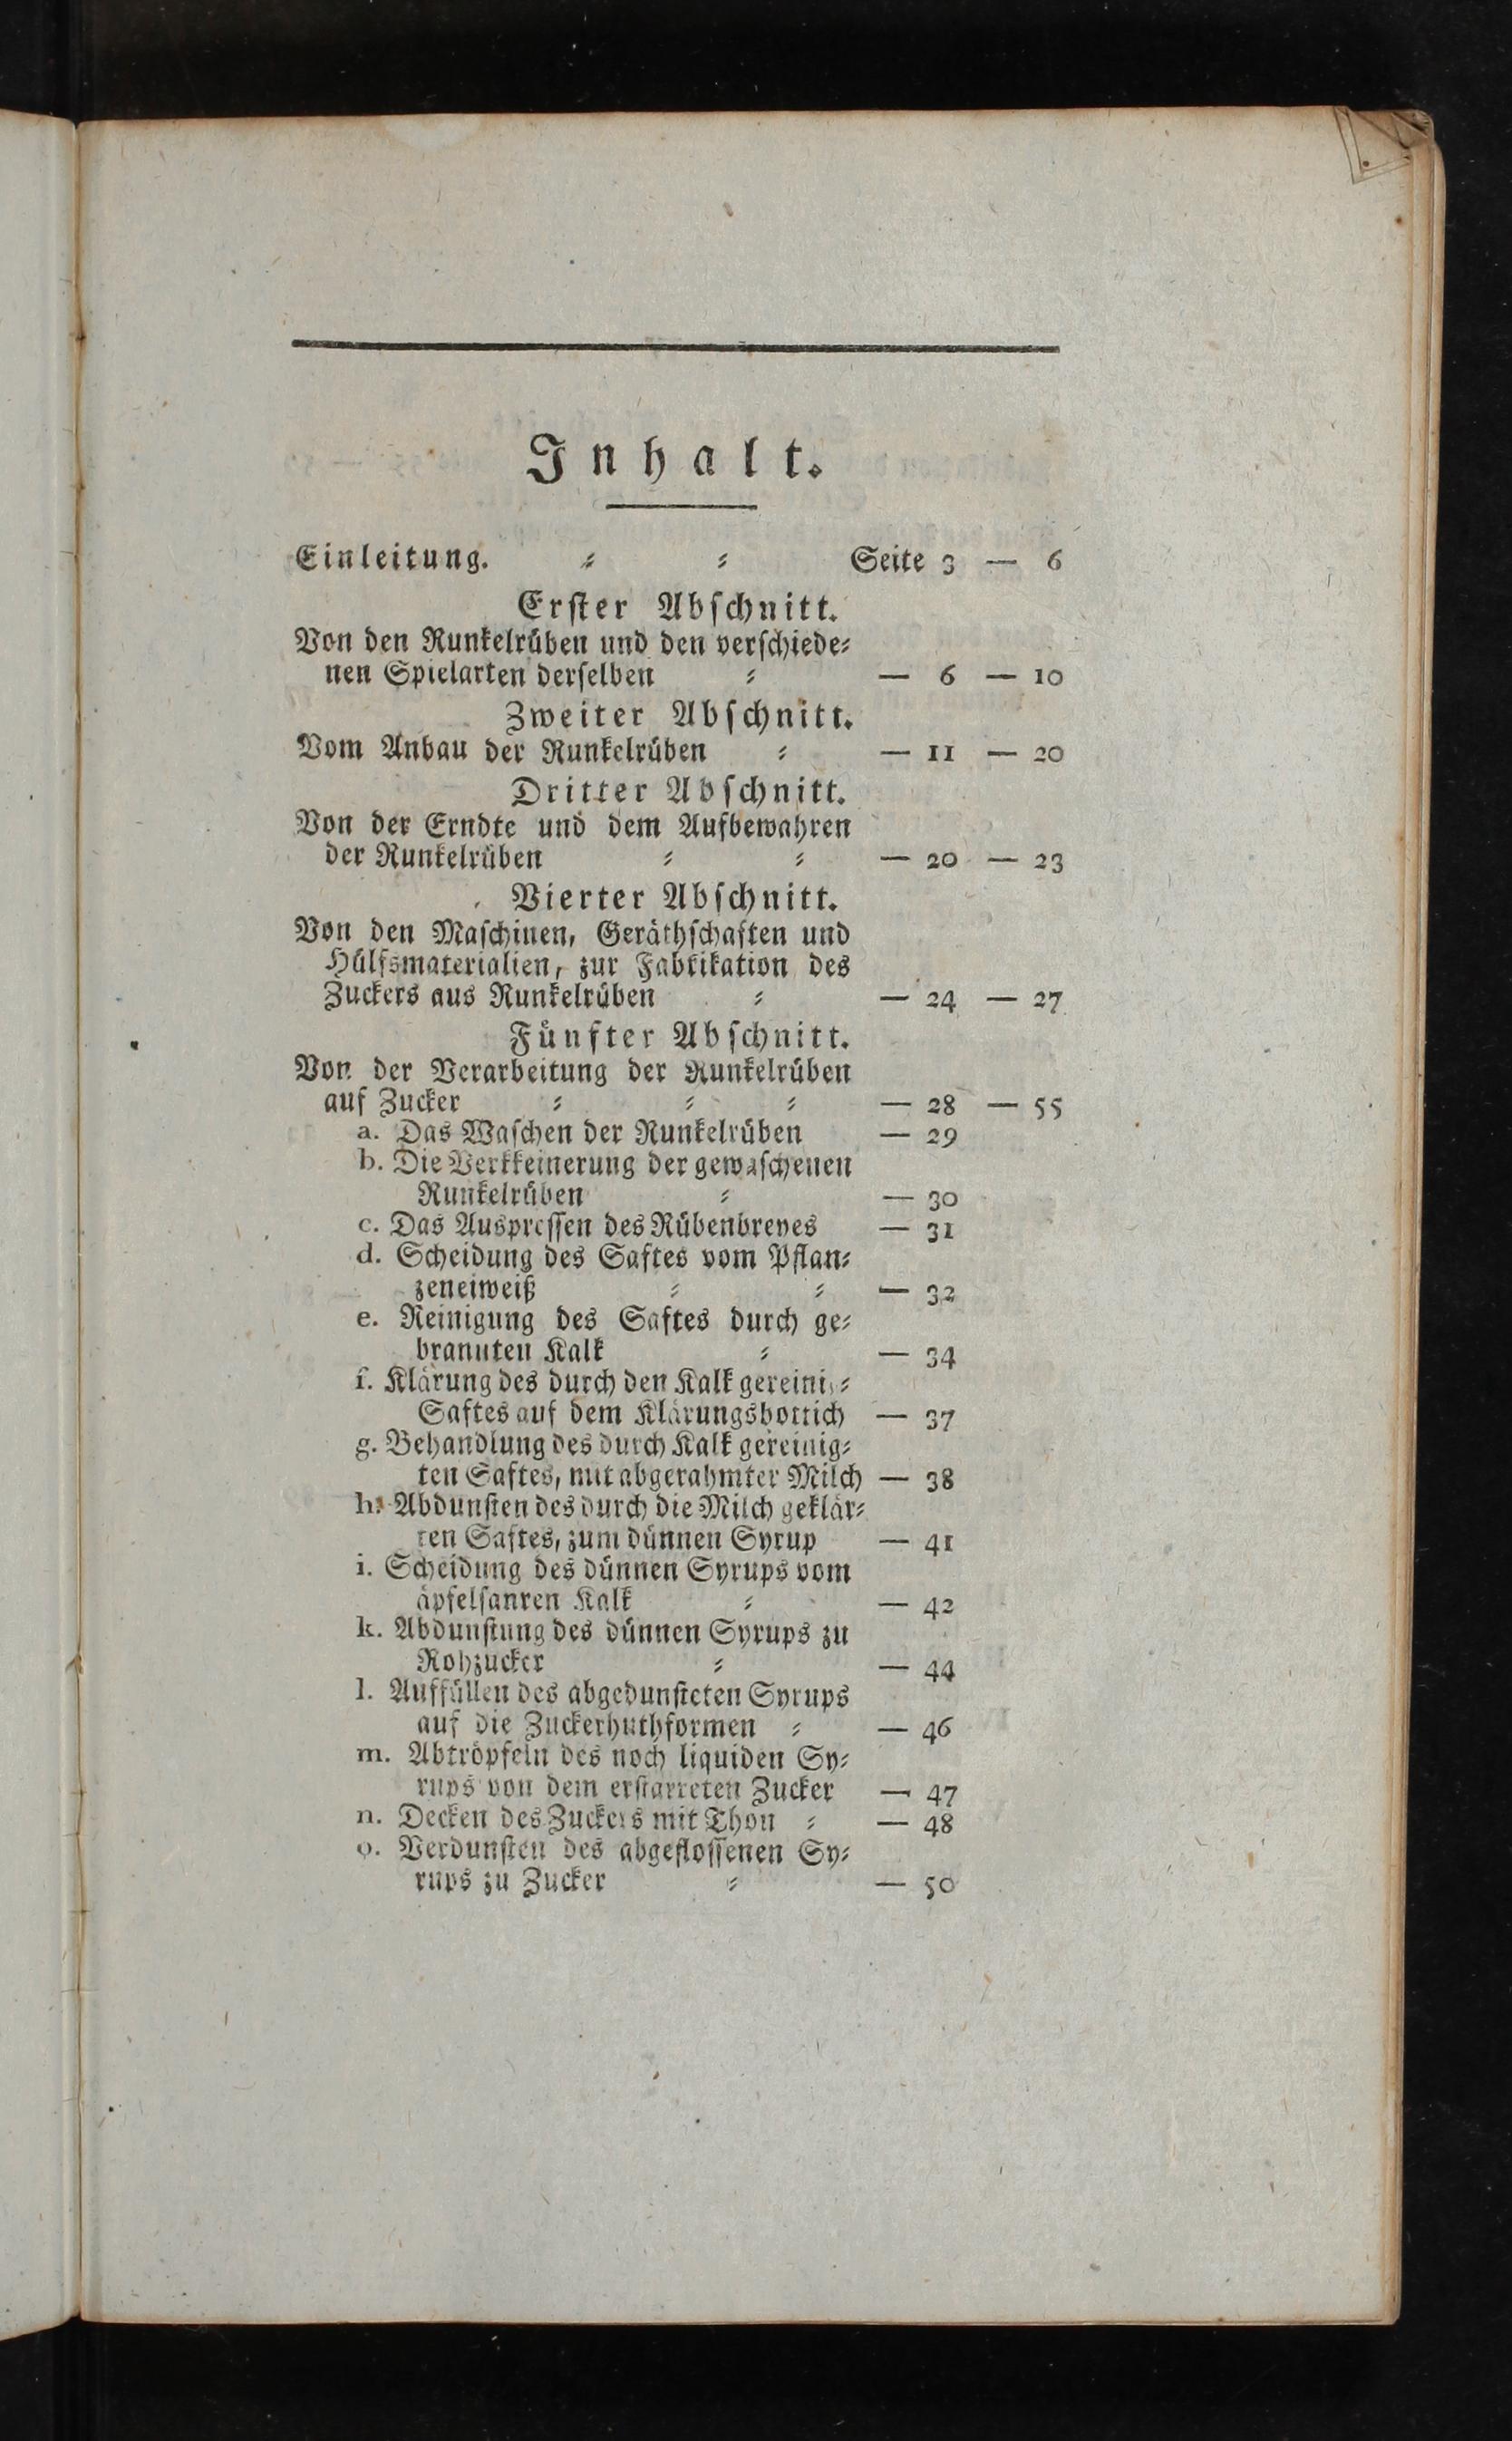 Inhalt.
Einleitung. ⸗ ⸗ Seite 3 — 6
Erſter Abſchnitt.
Von den Runkelrüben und den verſchiede⸗
nen Spielarten derſelben ⸗ — 6 — 10
Zweiter Abſchnitt.
Vom Anbau der Runkelrüben ⸗ — 11 — 20
Dritter Abſchnitt.
Von der Erndte und dem Aufbewahren
der Runkelrüben ⸗ ⸗ — 20 — 23
Vierter Abſchnitt.
Von den Maſchinen, Geräthſchaften und
Hülfsmaterialien, zur Fabrikation des
Zuckers aus Runkelrüben ⸗ — 24 — 27
Fünfter Abſchnitt.
Von der Verarbeitung der Runkelrüben
auf Zucker ⸗ ⸗ ⸗ — 28 — 55
a. Das Waſchen der Runkelrüben — 29
b. Die Verkkeinerung der gewaſchenen
Runkelrüben ⸗ — 30
c. Das Auspreſſen des Rübenbreyes — 31
d. Scheidung des Saftes vom Pflan⸗
zeneiweiß ⸗ ⸗ — 32
e. Reinigung des Saftes durch ge⸗
brannten Kalk ⸗ — 34
f. Klärung des durch den Kalk
Saftes auf dem Klärungsbottich — 37
g. Behandlung des durch Kalk gereinig⸗
ten Saftes, mit abgerahmter Milch — 38
h. Abdunſten des durch die Milch geklär⸗
ten Saftes, zum dünnen Syrup — 41
i. Scheidung des dünnen Syrups vom
äpfelſanren Kalk ⸗ — 42
k. Abdunſtung des dünnen Syrups zu
Rohzucker ⸗ — 44
l. Auffüllen des abgedunſteten Syrups
auf die Zuckerhuthformen ⸗ — 46
m. Abtröpfeln des noch liquiden Sy⸗
rups von dem erſtarreten Zucker — 47
n. Decken des Zuckers mit Thon ⸗ — 48
o. Verdunſten des abgefloſſenen Sy⸗
rups zu Zucker ⸗ — 50